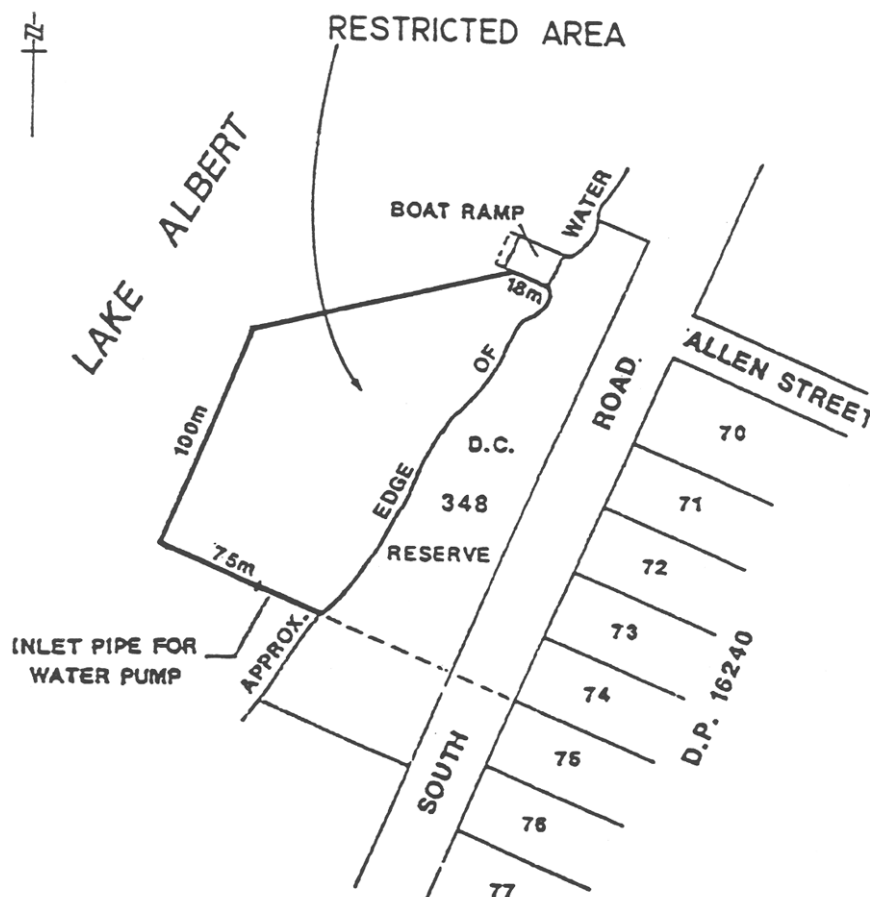 N
RESTRICTED AREA
LAKE ALBERT
BOAT RAMP
WATER
18m
OF
EDGE
APPROX.
100m
75m
D.C.
348
RESERVE
INLET PIPE FOR
WATER PUMP
ROAD
SOUTH
ALLEN STREET
70
71
72
73
74
75
76
77
D.P. 16240